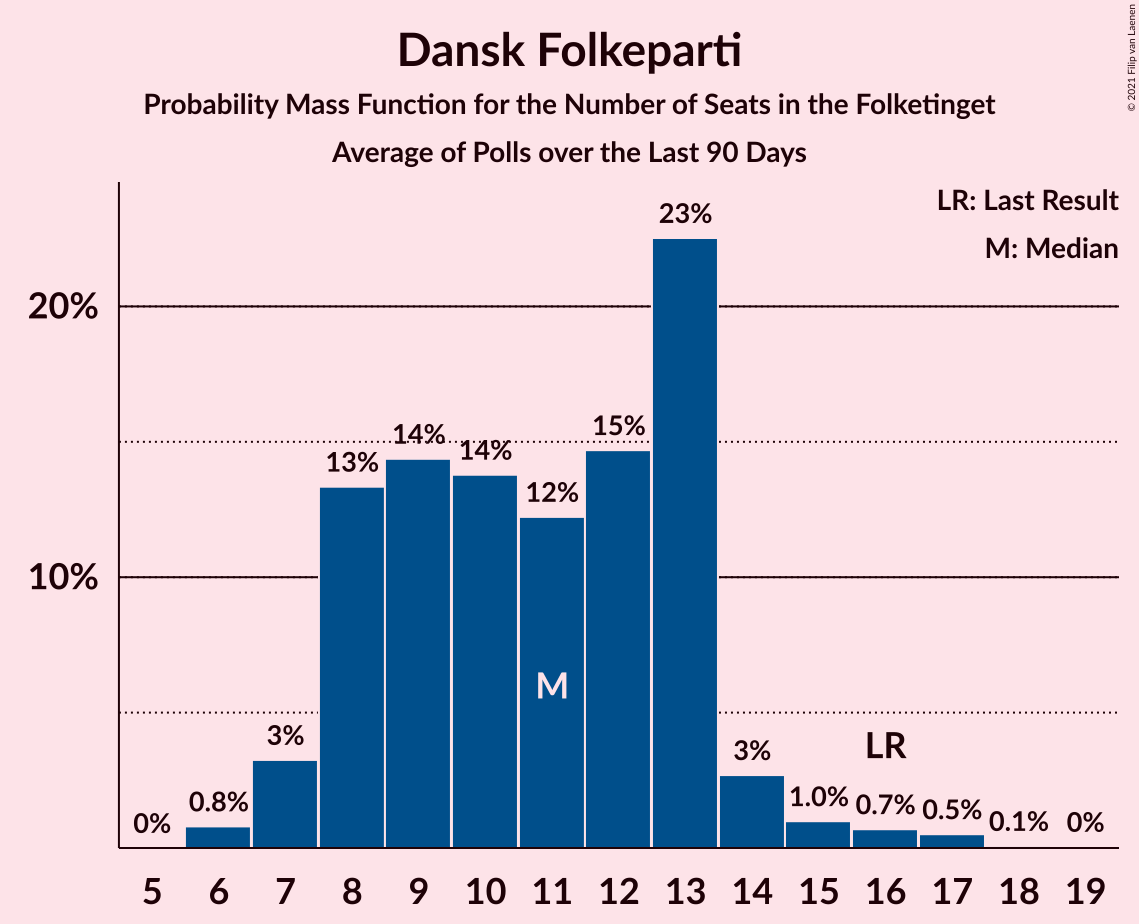 Dansk Folkeparti
Probability Mass Function for the Number of Seats in the Folketinget
Average of Polls over the Last 90 Days
© 2021 Filip van Laenen
LR: Last Result
M: Median
20%
10%
0%
0.8%
3%
13%
14%
14%
12%
15%
23%
3%
1.0%
0.7%
0.5%
0.1%
0%
M
LR
5 6 7 8 9 10 11 12 13 14 15 16 17 18 19